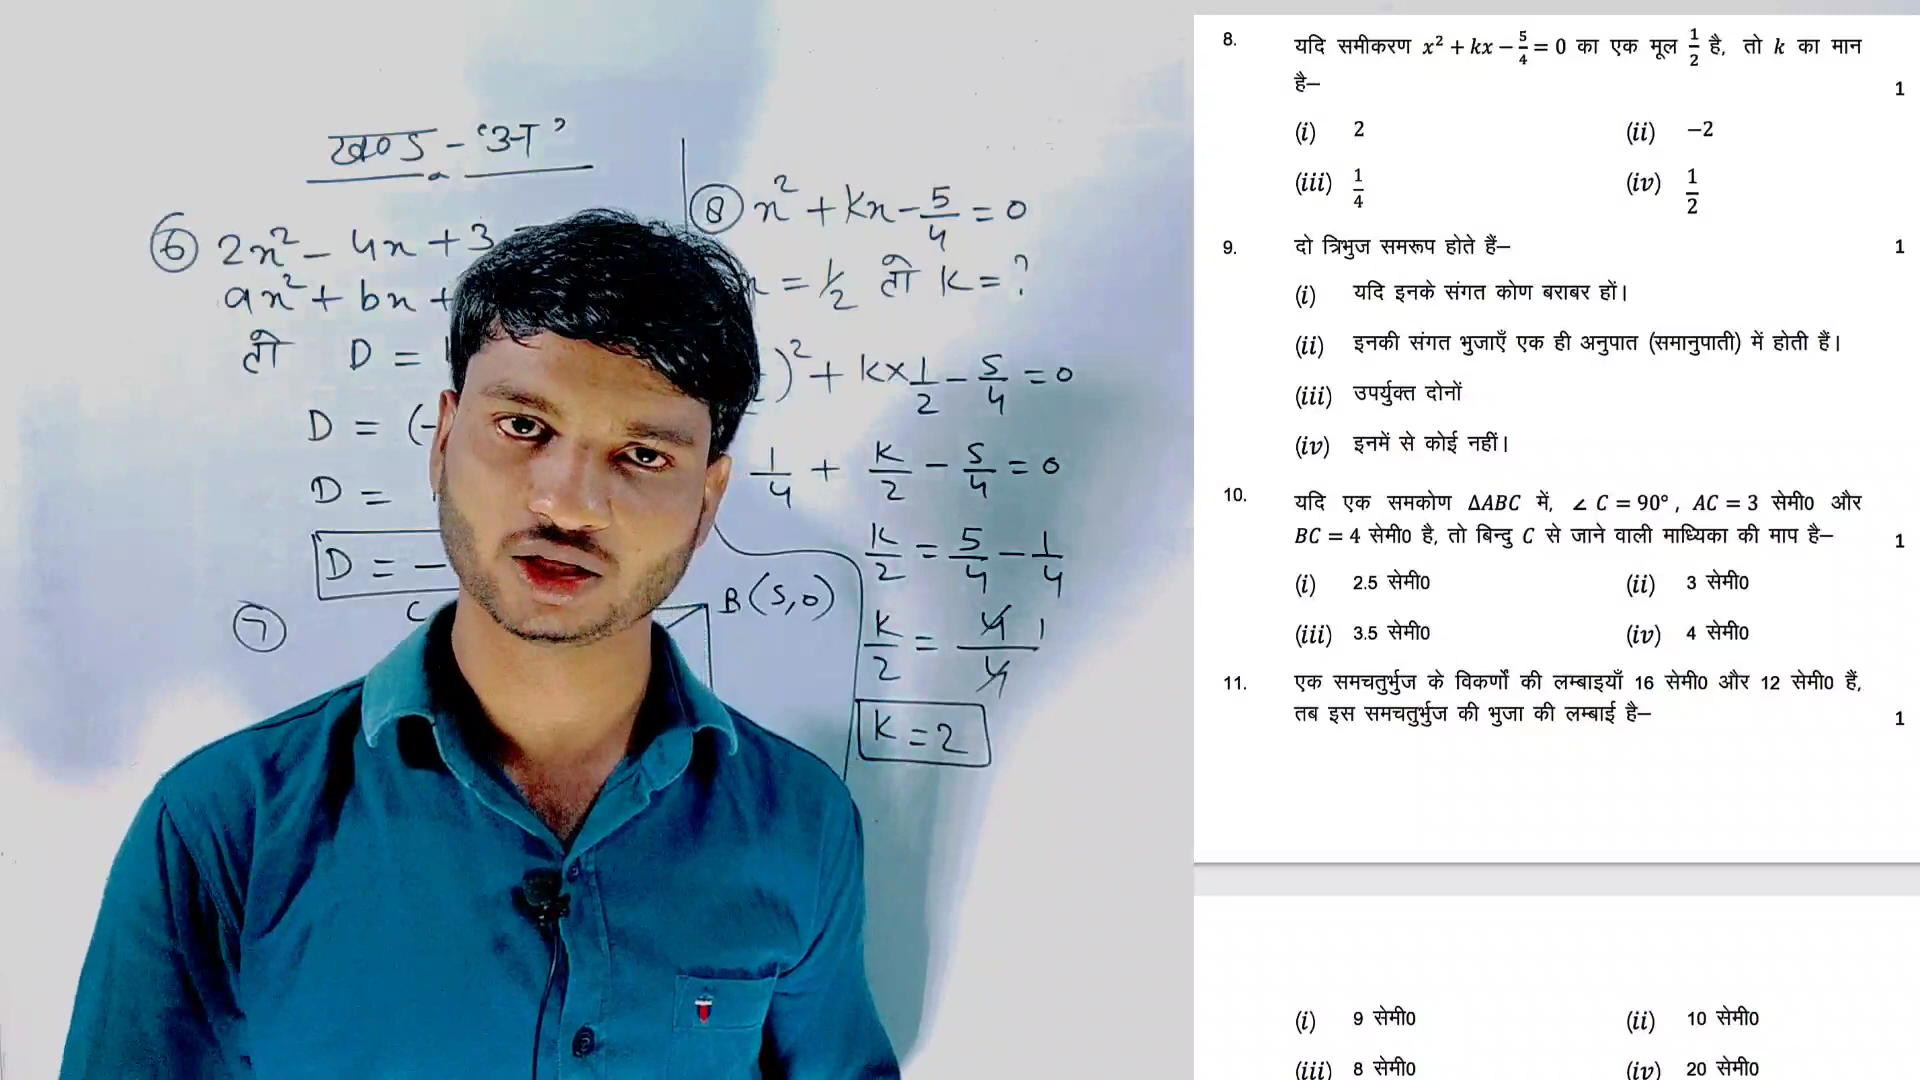 खण्ड - 'अ'
⑥ 2x² - 4x + 3
ax² + bx +
तो D =
D = (-
D =
D = -
⑦ C
B(5,0)
⑧ x² + kx - 5/4 = 0
x = 1/2 तो k = ?
)² + k × 1/2 - 5/4 = 0
1/4 + k/2 - 5/4 = 0
k/2 = 5/4 - 1/4
k/2 = 4/4 1
k = 2
8. यदि समीकरण x² + kx − 5/4 = 0 का एक मूल 1/2 है, तो k का मान
है– 1
(i) 2 (ii) −2
(iii) 1/4 (iv) 1/2
9. दो त्रिभुज समरूप होते हैं– 1
(i) यदि इनके संगत कोण बराबर हों।
(ii) इनकी संगत भुजाएँ एक ही अनुपात (समानुपाती) में होती हैं।
(iii) उपर्युक्त दोनों
(iv) इनमें से कोई नहीं।
10. यदि एक समकोण ΔABC में, ∠ C = 90°, AC = 3 सेमी0 और
BC = 4 सेमी0 है, तो बिन्दु C से जाने वाली माध्यिका की माप है– 1
(i) 2.5 सेमी0 (ii) 3 सेमी0
(iii) 3.5 सेमी0 (iv) 4 सेमी0
11. एक समचतुर्भुज के विकर्णों की लम्बाइयाँ 16 सेमी0 और 12 सेमी0 हैं,
तब इस समचतुर्भुज की भुजा की लम्बाई है– 1
(i) 9 सेमी0 (ii) 10 सेमी0
(iii) 8 सेमी0 (iv) 20 सेमी0